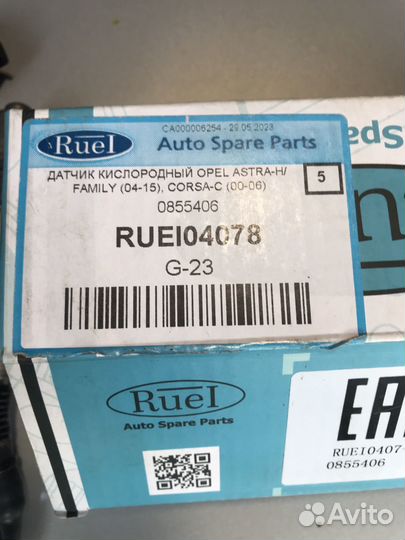 CA000006254 - 29.05.2023
Ruel
Auto Spare Parts
ДАТЧИК КИСЛОРОДНЫЙ OPEL ASTRA-H/
FAMILY (04-15), CORSA-C (00-06)
5
0855406
RUEI04078
G-23
Ruel
Auto Spare Parts
RUEI0407
0855406
Avito